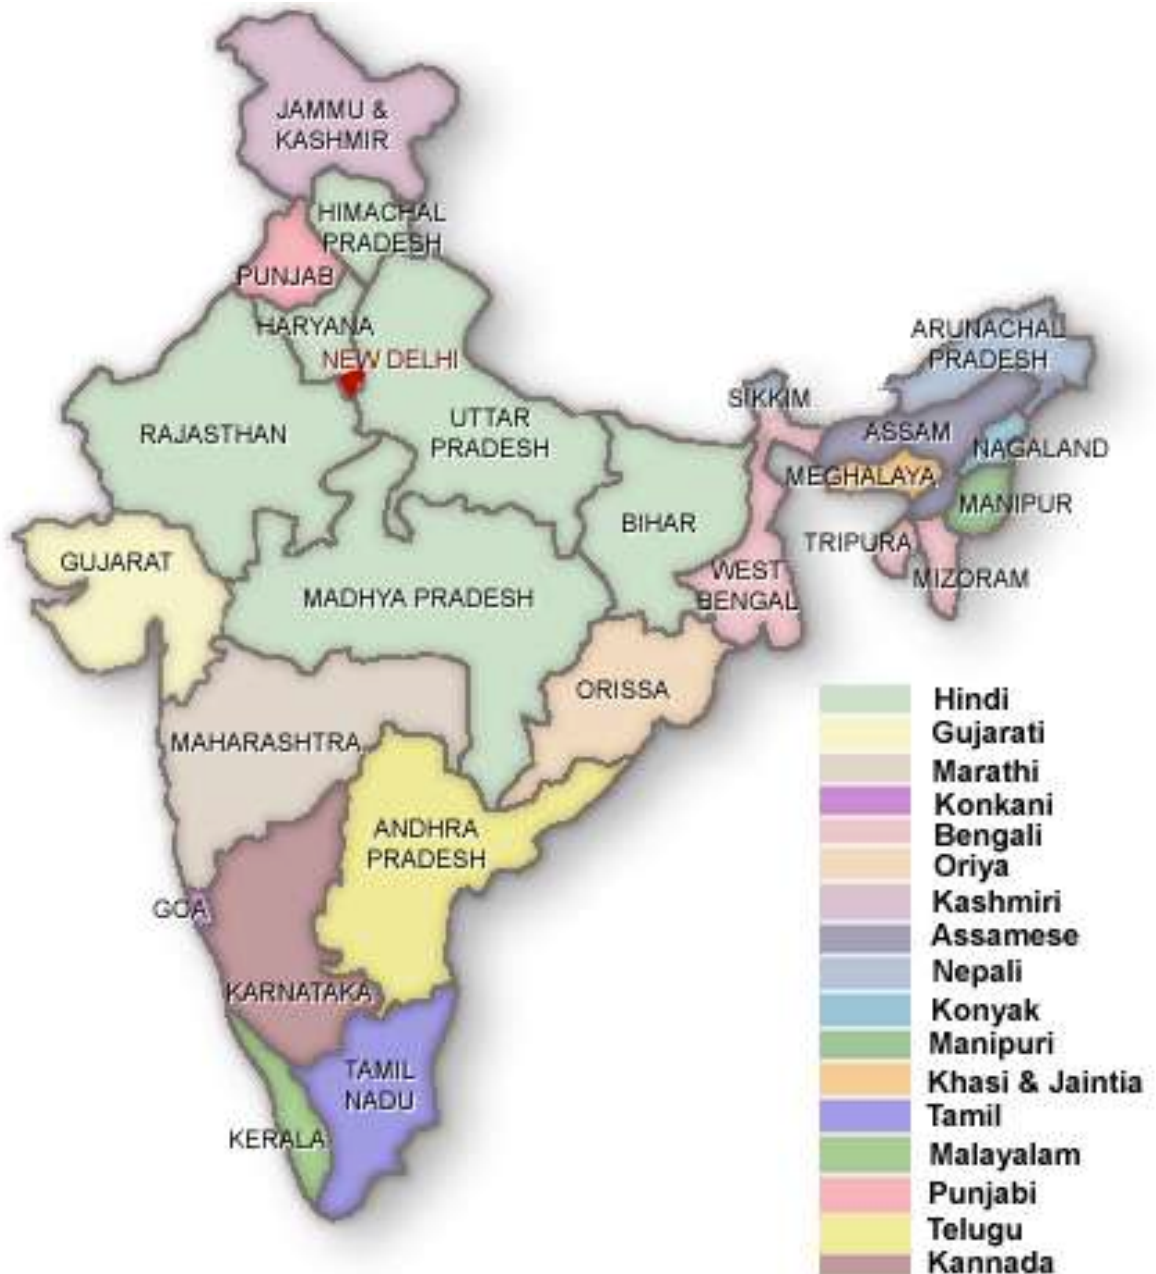 JAMMU &
KASHMIR
HIMACHAL
PRADESH
PUNJAB
HARYANA
NEW DELHI
ARUNACHAL
PRADESH
SIKKIM
RAJASTHAN
UTTAR
PRADESH
ASSAM
NAGALAND
MEGHALAYA
MANIPUR
BIHAR
TRIPURA
GUJARAT
MIZORAM
WEST
BENGAL
MADHYA PRADESH
ORISSA
MAHARASHTRA
ANDHRA
PRADESH
GOA
KARNATAKA
TAMIL
NADU
KERALA
Hindi
Gujarati
Marathi
Konkani
Bengali
Oriya
Kashmiri
Assamese
Nepali
Konyak
Manipuri
Khasi & Jaintia
Tamil
Malayalam
Punjabi
Telugu
Kannada